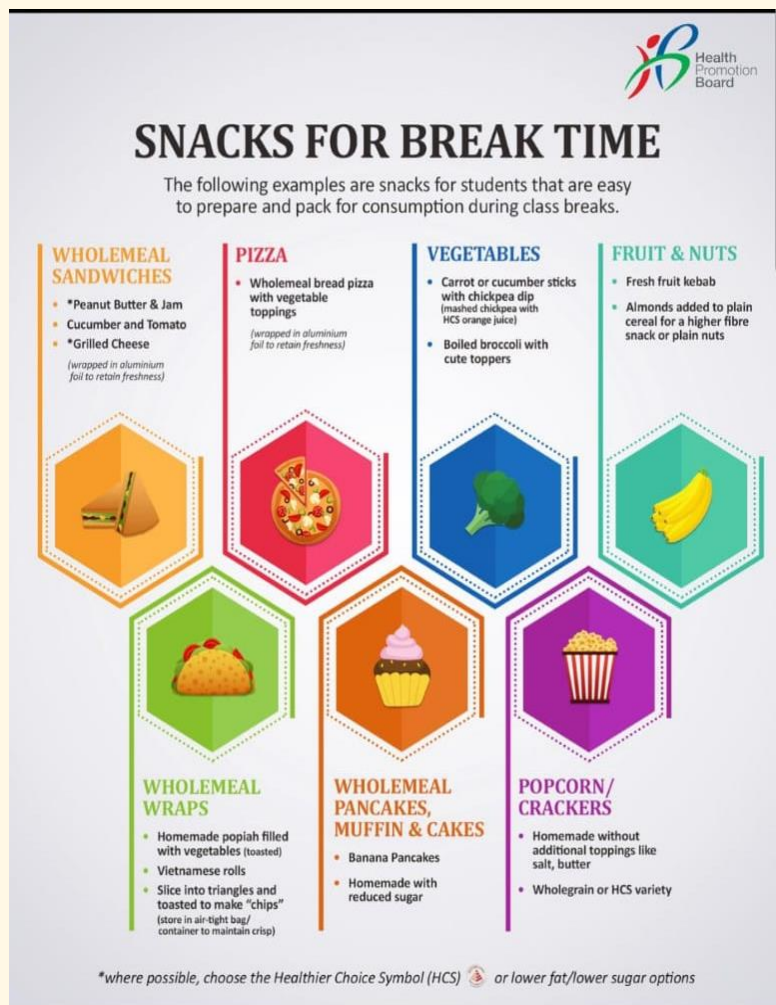 Health
Promotion
Board
SNACKS FOR BREAK TIME
The following examples are snacks for students that are easy
to prepare and pack for consumption during class breaks.
WHOLEMEAL
SANDWICHES
• *Peanut Butter & Jam
• Cucumber and Tomato
• *Grilled Cheese
(wrapped in aluminium
foil to retain freshness)
PIZZA
• Wholemeal bread pizza
with vegetable
toppings
(wrapped in aluminium
foil to retain freshness)
VEGETABLES
• Carrot or cucumber sticks
with chickpea dip
(mashed chickpea with
HCS orange juice)
• Boiled broccoli with
cute toppers
FRUIT & NUTS
• Fresh fruit kebab
• Almonds added to plain
cereal for a higher fibre
snack or plain nuts
WHOLEMEAL
WRAPS
• Homemade popiah filled
with vegetables (toasted)
• Vietnamese rolls
• Slice into triangles and
toasted to make “chips”
(store in air-tight bag/
container to maintain crisp)
WHOLEMEAL
PANCAKES,
MUFFIN & CAKES
• Banana Pancakes
• Homemade with
reduced sugar
POPCORN/
CRACKERS
• Homemade without
additional toppings like
salt, butter
• Wholegrain or HCS variety
*where possible, choose the Healthier Choice Symbol (HCS) or lower fat/lower sugar options